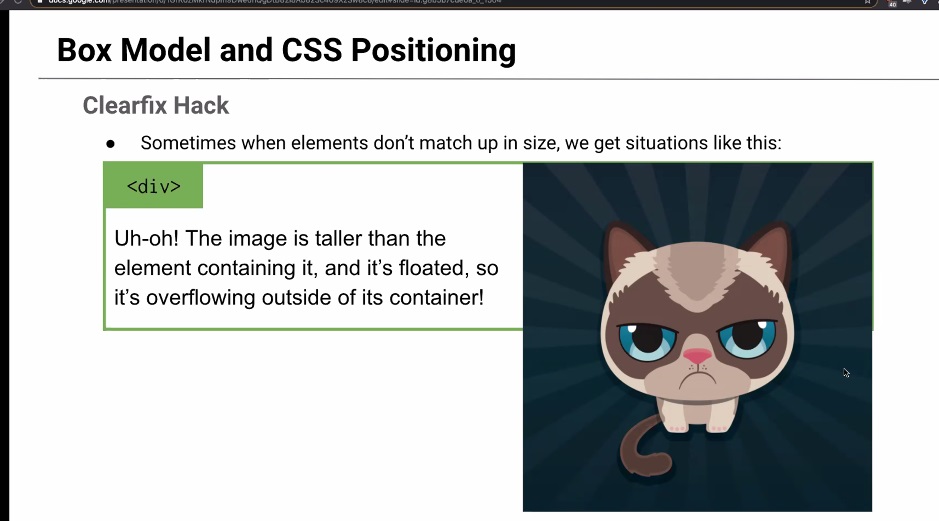 Box Model and CSS Positioning
Clearfix Hack
● Sometimes when elements don’t match up in size, we get situations like this:
<div>
Uh-oh! The image is taller than the
element containing it, and it’s floated, so
it’s overflowing outside of its container!